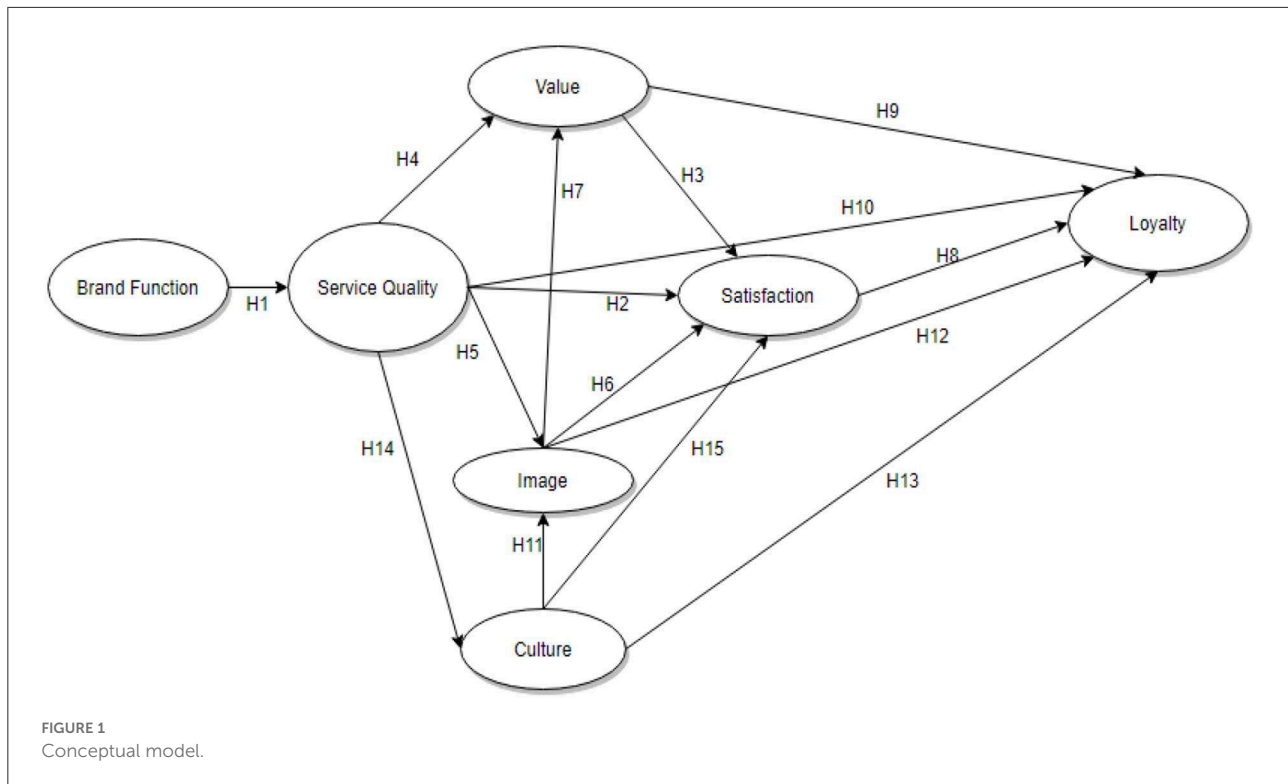 Value
H9
H4
H3
H7
H10
Loyalty
H8
Brand Function
Service Quality
Satisfaction
H1
H2
H5
H12
H6
H14
H15
Image
H13
H11
Culture
FIGURE 1
Conceptual model.